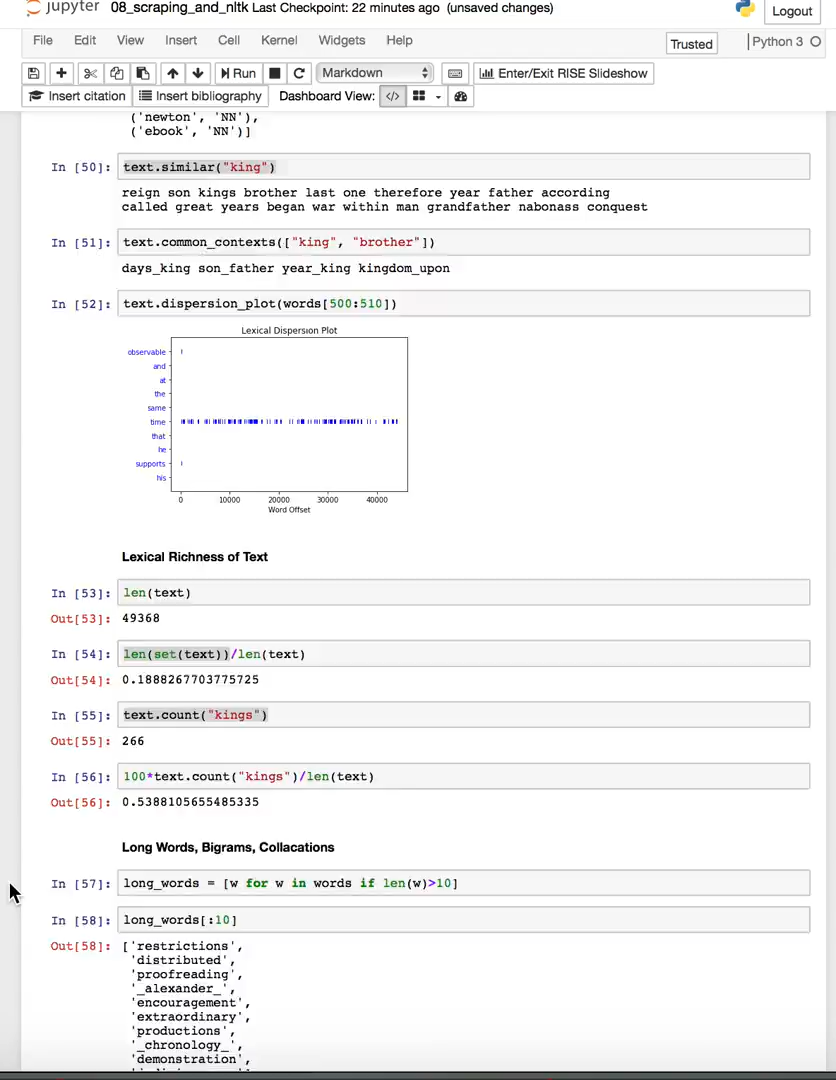 jupyter 08_scraping_and_nltk Last Checkpoint: 22 minutes ago (unsaved changes)
Logout
File Edit View Insert Cell Kernel Widgets Help
Trusted
Python 3
Run
Markdown
Enter/Exit RISE Slideshow
Insert citation
Insert bibliography
Dashboard View:
('newton', 'NN'),
('ebook', 'NN')]
In [50]: text.similar("king")
reign son kings brother last one therefore year father according
called great years began war within man grandfather nabonass conquest
In [51]: text.common_contexts(["king", "brother"])
days_king son_father year_king kingdom_upon
In [52]: text.dispersion_plot(words[500:510])
Lexical Dispersion Plot
observable
and
at
the
same
time
that
he
supports
his
0 10000 20000 30000 40000
Word Offset
Lexical Richness of Text
In [53]: len(text)
Out[53]: 49368
In [54]: len(set(text))/len(text)
Out[54]: 0.1888267703775725
In [55]: text.count("kings")
Out[55]: 266
In [56]: 100*text.count("kings")/len(text)
Out[56]: 0.5388105655485335
Long Words, Bigrams, Collacations
In [57]: long_words = [w for w in words if len(w)>10]
In [58]: long_words[:10]
Out[58]: ['restrictions',
'distributed',
'proofreading',
'_alexander_',
'encouragement',
'extraordinary',
'productions',
'_chronology_',
'demonstration',